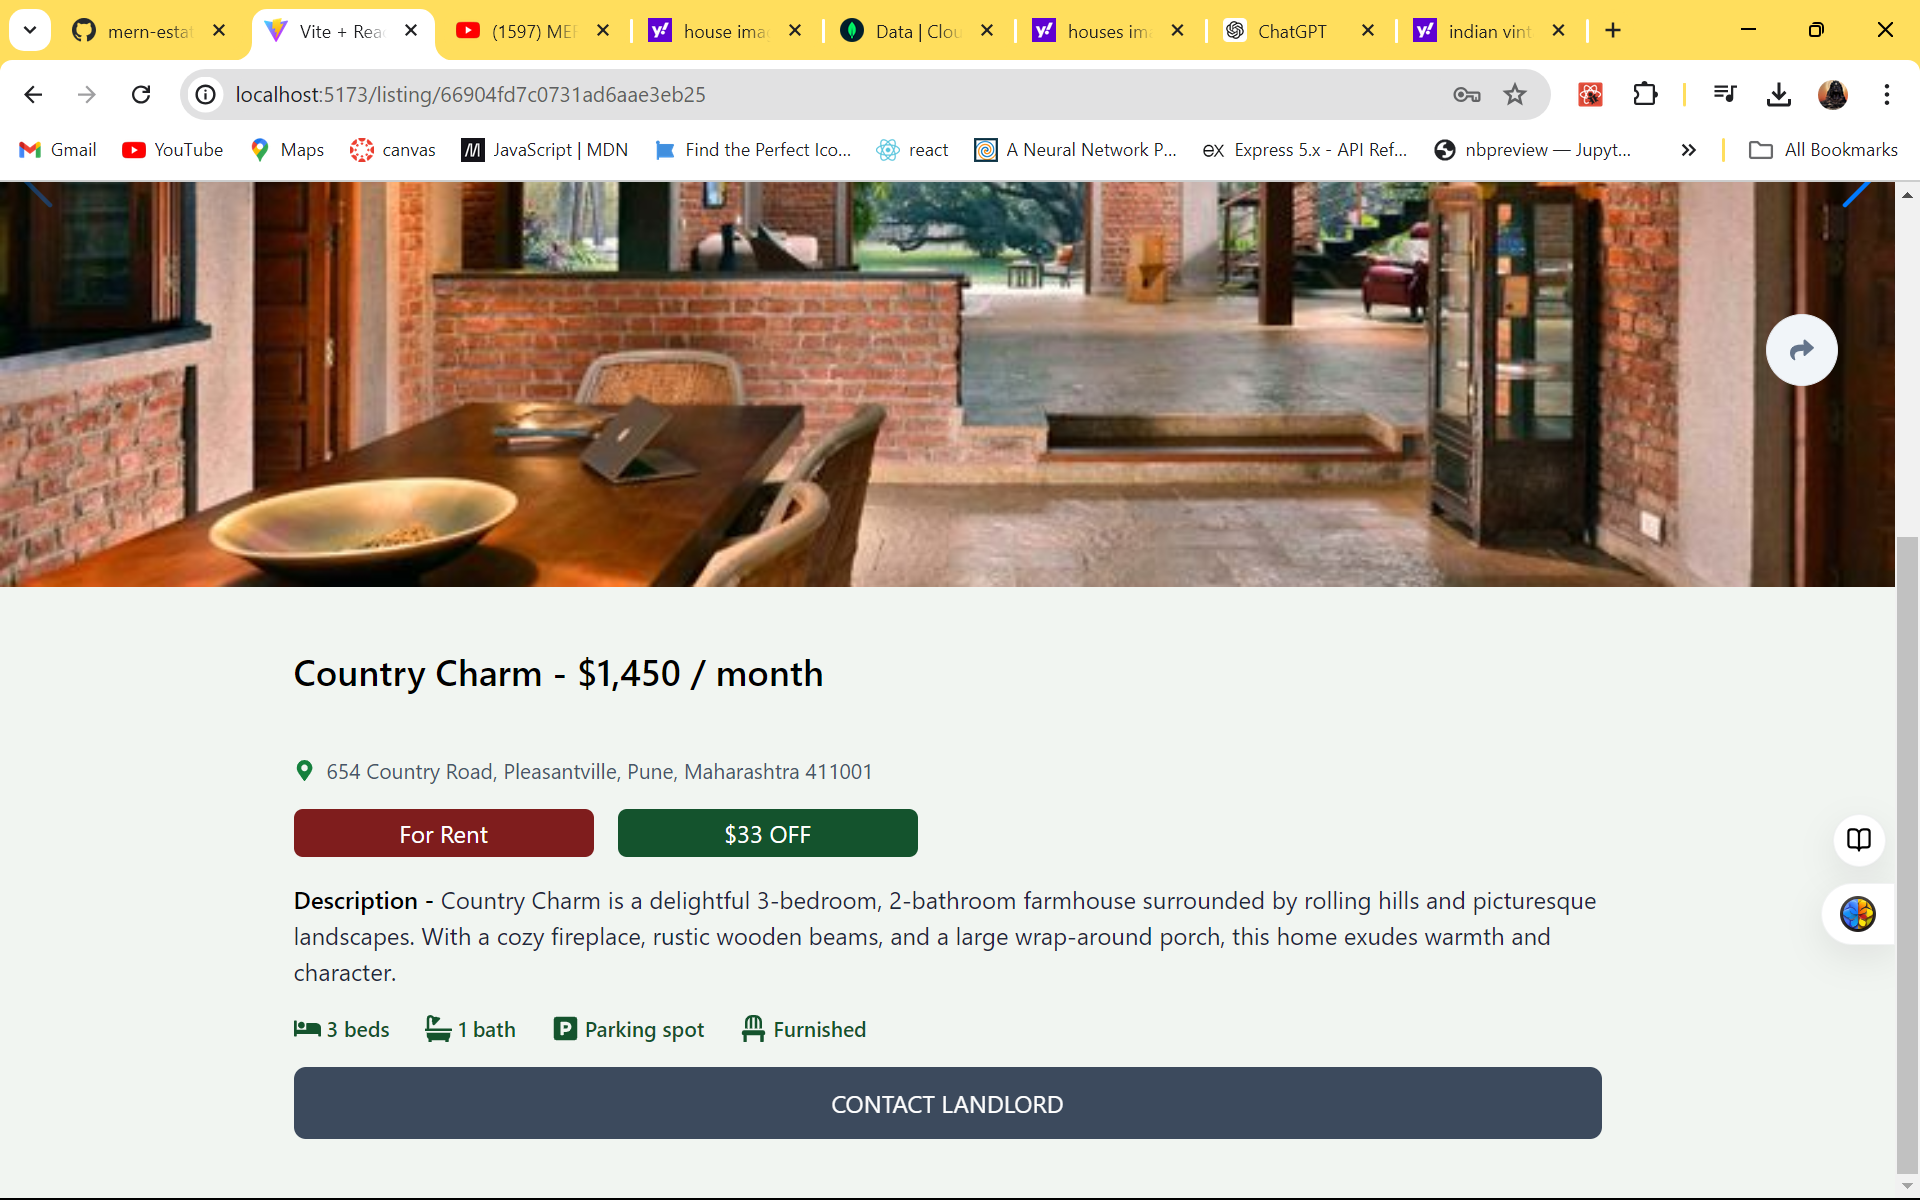 mern-estat
Vite + Rea
(1597) MER
house ima
Data | Clou
houses im
ChatGPT
indian vint
localhost:5173/listing/66904fd7c0731ad6aae3eb25
Gmail
YouTube
Maps
canvas
JavaScript | MDN
Find the Perfect Ico...
react
A Neural Network P...
ex
Express 5.x - API Ref...
nbpreview — Jupyt...
All Bookmarks
Country Charm - $1,450 / month
654 Country Road, Pleasantville, Pune, Maharashtra 411001
For Rent
$33 OFF
Description - Country Charm is a delightful 3-bedroom, 2-bathroom farmhouse surrounded by rolling hills and picturesque
landscapes. With a cozy fireplace, rustic wooden beams, and a large wrap-around porch, this home exudes warmth and
character.
3 beds
1 bath
P
Parking spot
Furnished
CONTACT LANDLORD